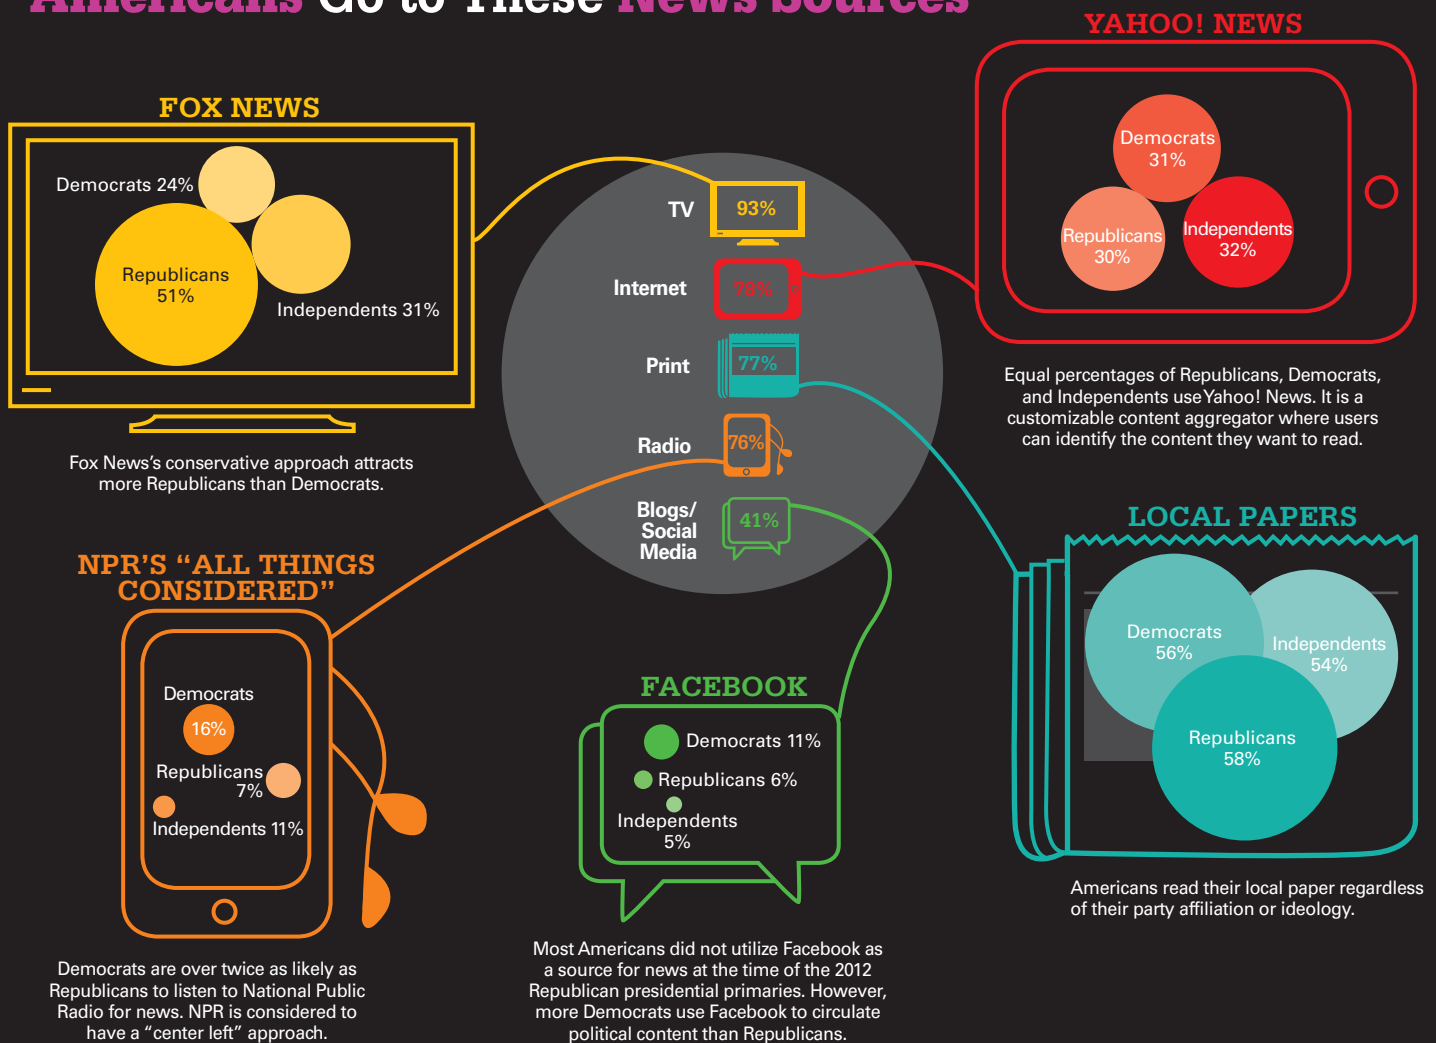 Americans Go to These News Sources
FOX NEWS
Democrats 24%
Republicans
51%
Independents 31%
Fox News's conservative approach attracts
more Republicans than Democrats.
TV
93%
Internet
78%
Print
77%
Radio
76%
Blogs/
Social
Media
41%
YAHOO! NEWS
Democrats
31%
Republicans
30%
Independents
32%
Equal percentages of Republicans, Democrats,
and Independents use Yahoo! News. It is a
customizable content aggregator where users
can identify the content they want to read.
NPR'S “ALL THINGS
CONSIDERED”
Democrats
16%
Republicans
7%
Independents 11%
Democrats are over twice as likely as
Republicans to listen to National Public
Radio for news. NPR is considered to
have a “center left” approach.
FACEBOOK
Democrats 11%
Republicans 6%
Independents
5%
Most Americans did not utilize Facebook as
a source for news at the time of the 2012
Republican presidential primaries. However,
more Democrats use Facebook to circulate
political content than Republicans.
LOCAL PAPERS
Democrats
56%
Independents
54%
Republicans
58%
Americans read their local paper regardless
of their party affiliation or ideology.